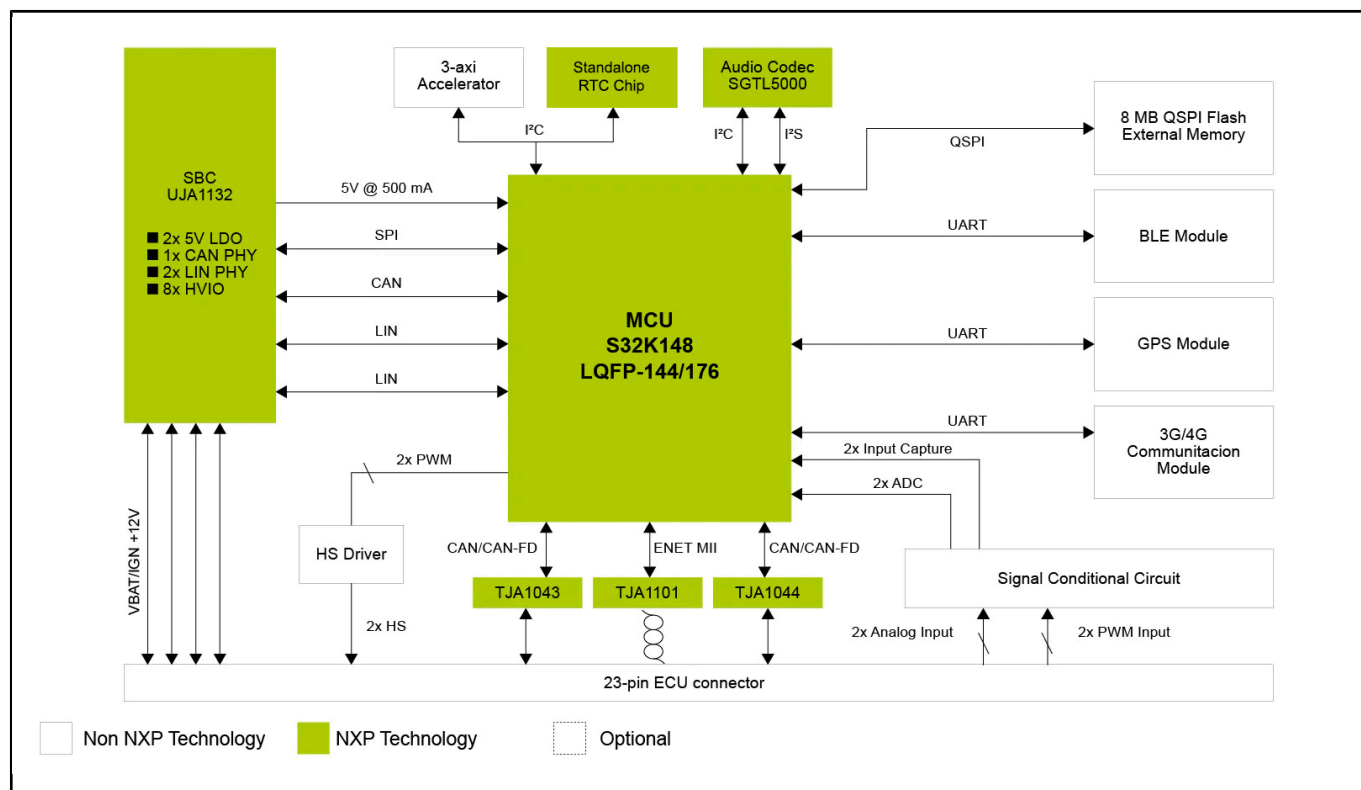 3-axi
Accelerator
Standalone
RTC Chip
Audio Codec
SGTL5000
8 MB QSPI Flash
External Memory
I²C
I²C
I²S
QSPI
SBC
UJA1132
■ 2x 5V LDO
■ 1x CAN PHY
■ 2x LIN PHY
■ 8x HVIO
5V @ 500 mA
SPI
CAN
LIN
LIN
MCU
S32K148
LQFP-144/176
UART
BLE Module
UART
GPS Module
UART
3G/4G
Communitacion
Module
2x Input Capture
2x ADC
2x PWM
VBAT/IGN +12V
HS Driver
2x HS
CAN/CAN-FD
ENET MII
CAN/CAN-FD
TJA1043
TJA1101
TJA1044
Signal Conditional Circuit
2x Analog Input
2x PWM Input
23-pin ECU connector
Non NXP Technology
NXP Technology
Optional